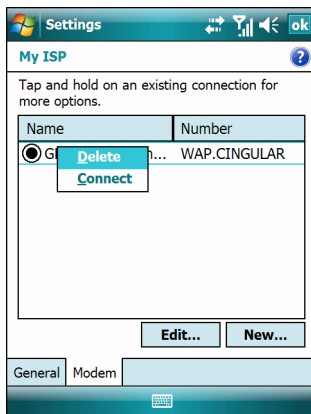 Settings ok
My ISP ?
Tap and hold on an existing connection for
more options.
Name Number
WAP.CINGULAR
Delete
Connect
Edit... New...
General Modem